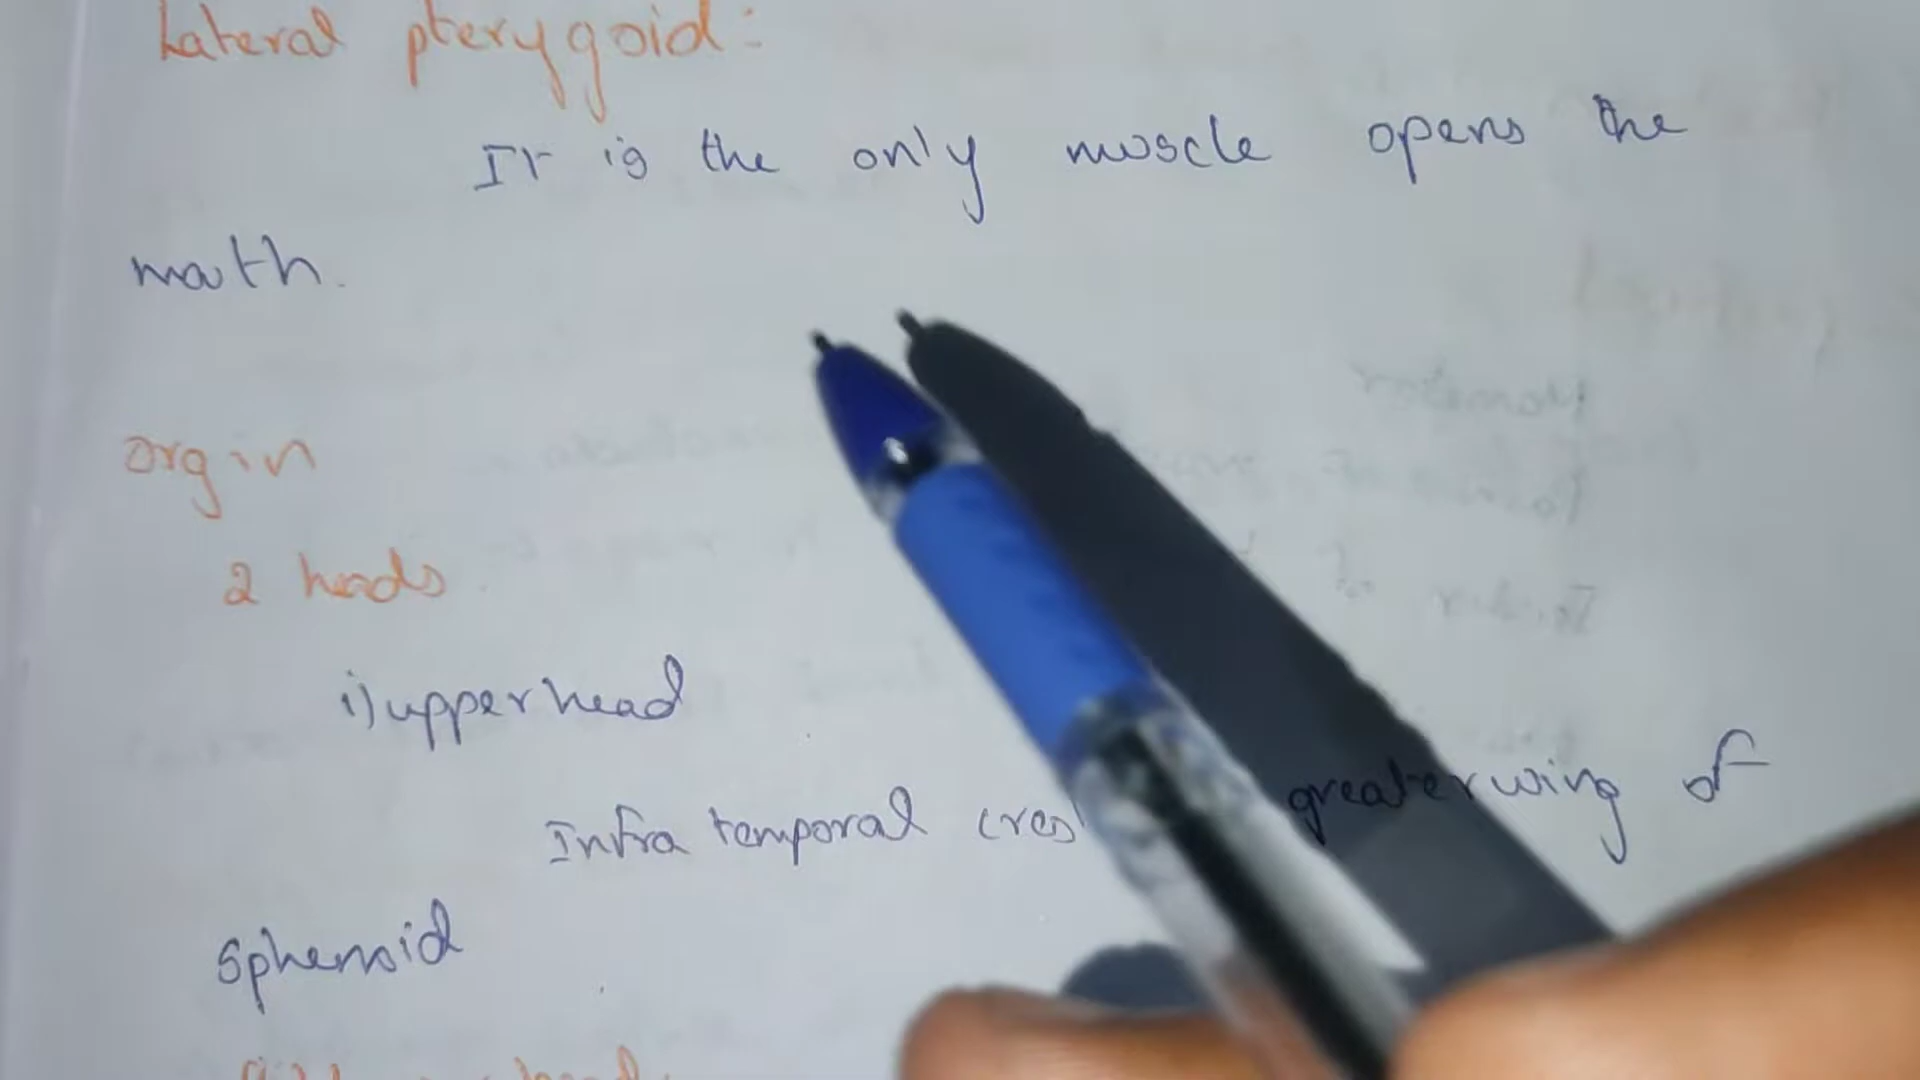 Lateral pterygoid:
It is the only muscle opens the
mouth.
orgin
2 heads
i) upper head
Infra temporal cres greater wing of
Sphenoid